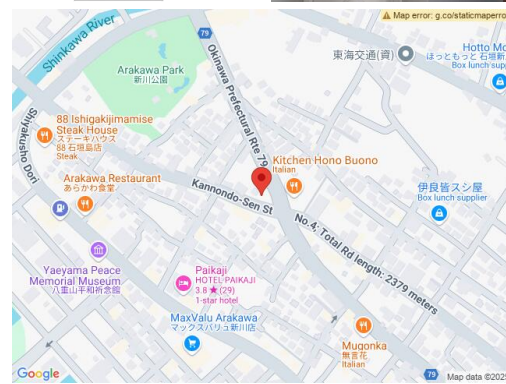 Map error: g.co/staticmaperro
Shinkawa River
79
Hotto Mo
ほっともっと 石垣新
Box lunch supp
東海交通(資)
Arakawa Park
新川公園
Okinawa Prefectural Rte 79
88 Ishigakijimamise
Steak House
ステーキハウス
88 石垣島店
Steak
Shiyakusho Dori
Kitchen Hono Buono
Italian
Arakawa Restaurant
あらかわ食堂
Kannondo-Sen St
伊良皆スシ屋
Box lunch supplier
No.4; Total Rd length: 2379 meters
Yaeyama Peace
Memorial Museum
八重山平和祈念館
Paikaji
HOTEL PAIKAJI
3.8 ★ (29)
1-star hotel
MaxValu Arakawa
マックスバリュ新川店
Mugonka
無言花
Italian
79
Google
Map data ©2025